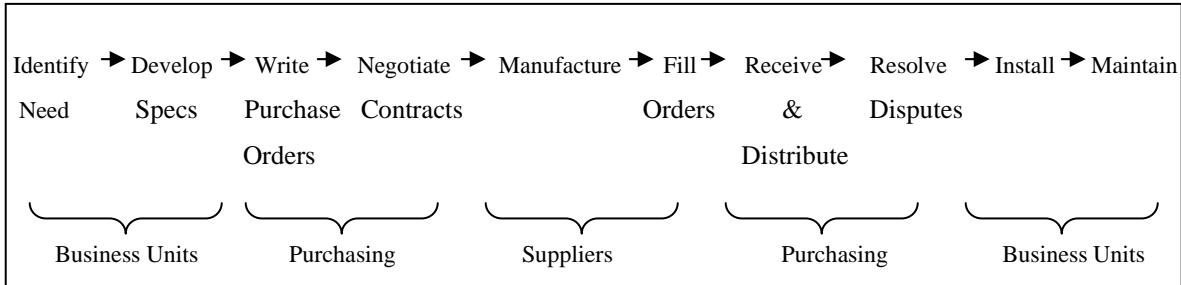 Identify Develop Write Negotiate Manufacture Fill Receive Resolve Install Maintain
Need Specs Purchase Contracts Orders & Disputes
Orders Distribute
Business Units Purchasing Suppliers Purchasing Business Units